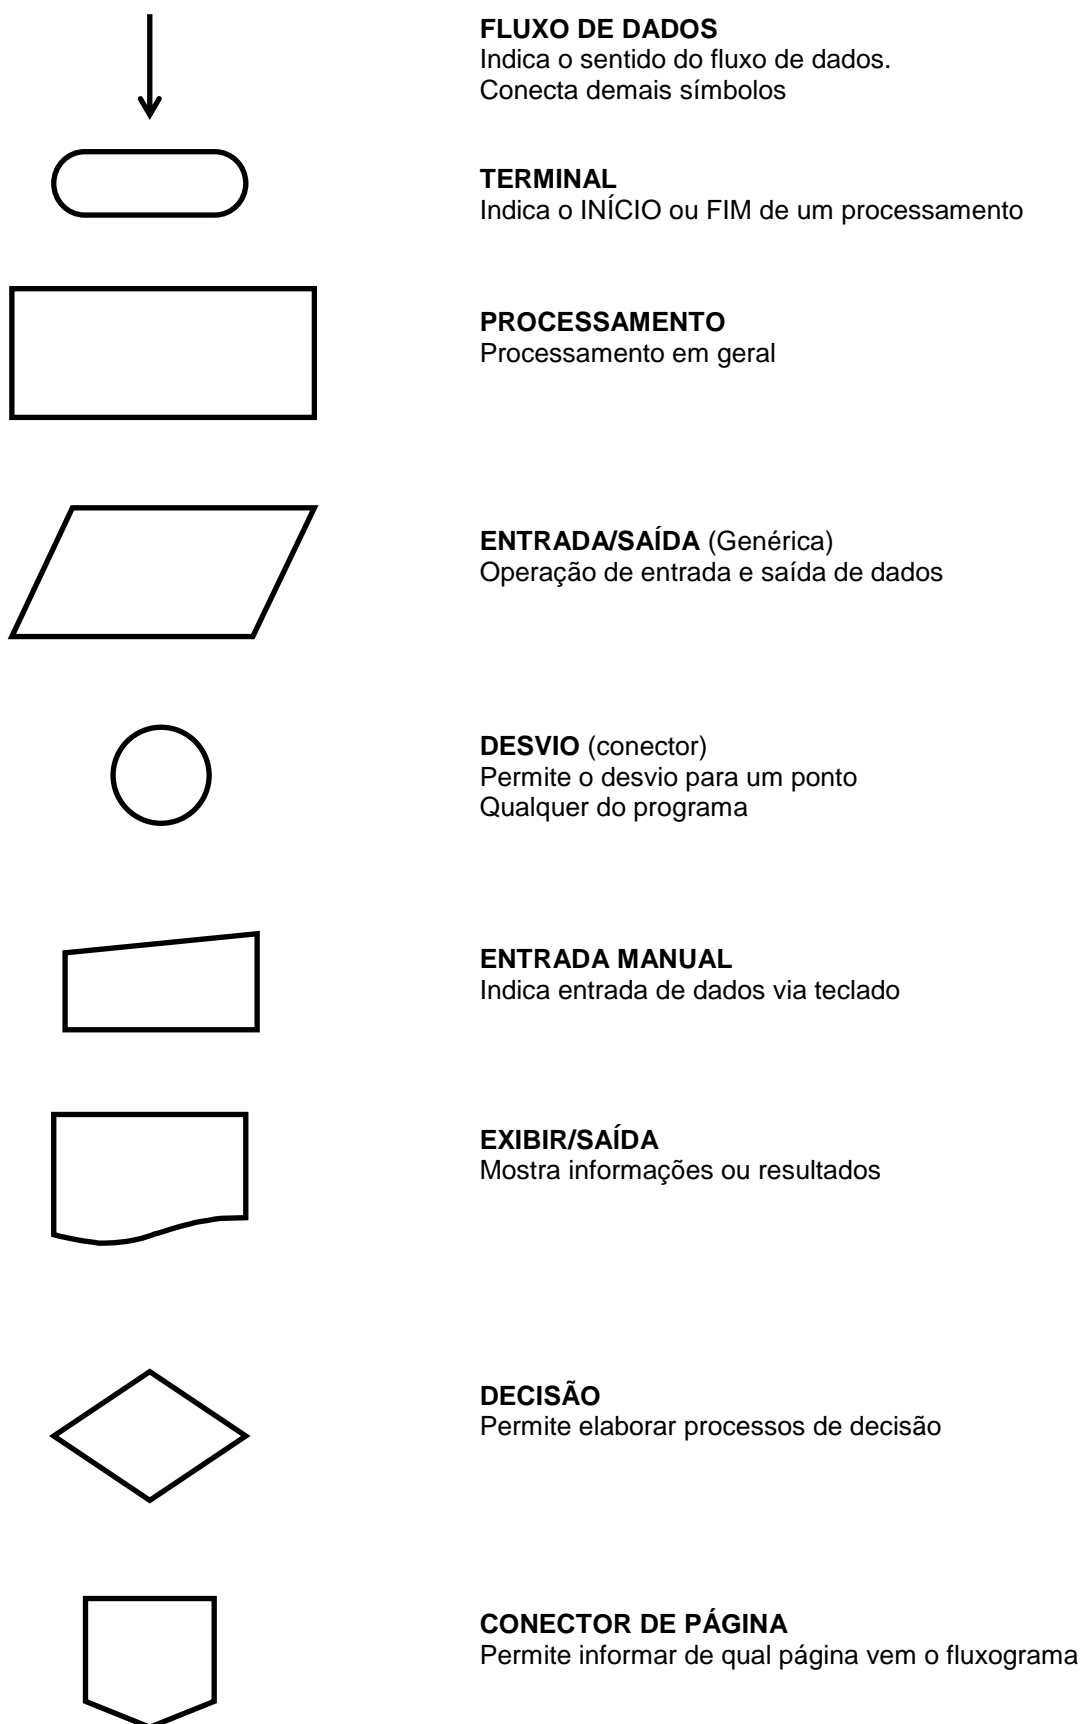 FLUXO DE DADOS
Indica o sentido do fluxo de dados.
Conecta demais símbolos
TERMINAL
Indica o INÍCIO ou FIM de um processamento
PROCESSAMENTO
Processamento em geral
ENTRADA/SAÍDA (Genérica)
Operação de entrada e saída de dados
DESVIO (conector)
Permite o desvio para um ponto
Qualquer do programa
ENTRADA MANUAL
Indica entrada de dados via teclado
EXIBIR/SAÍDA
Mostra informações ou resultados
DECISÃO
Permite elaborar processos de decisão
CONECTOR DE PÁGINA
Permite informar de qual página vem o fluxograma